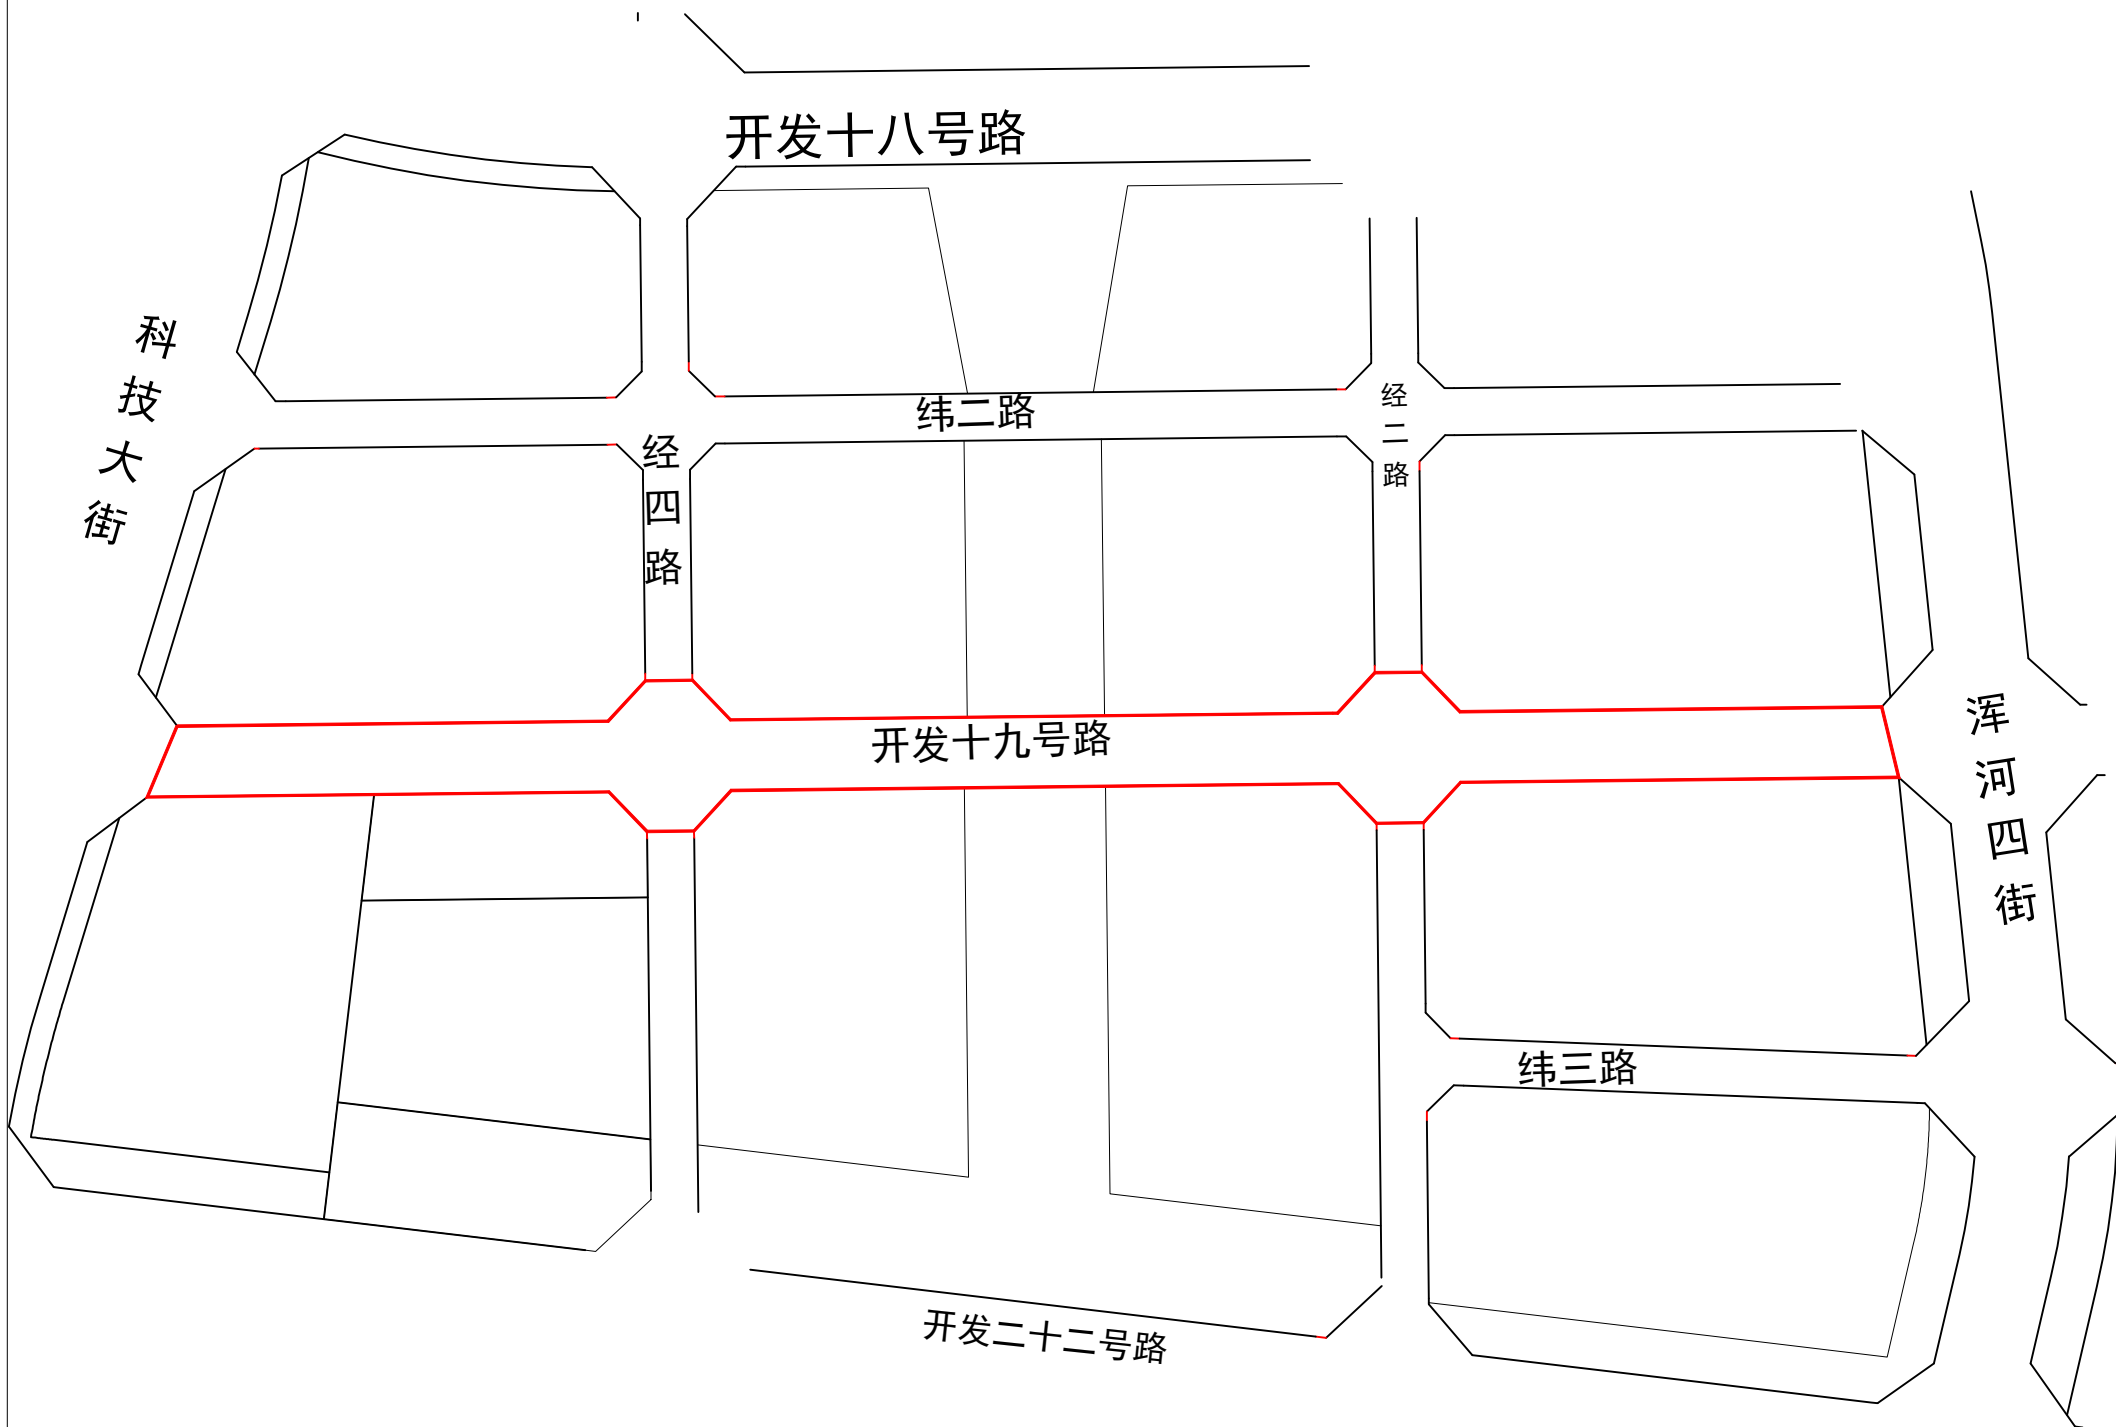 开发十八号路
科技大街
纬二路
经二路
经四路
开发十九号路
浑河四街
纬三路
开发二十二号路